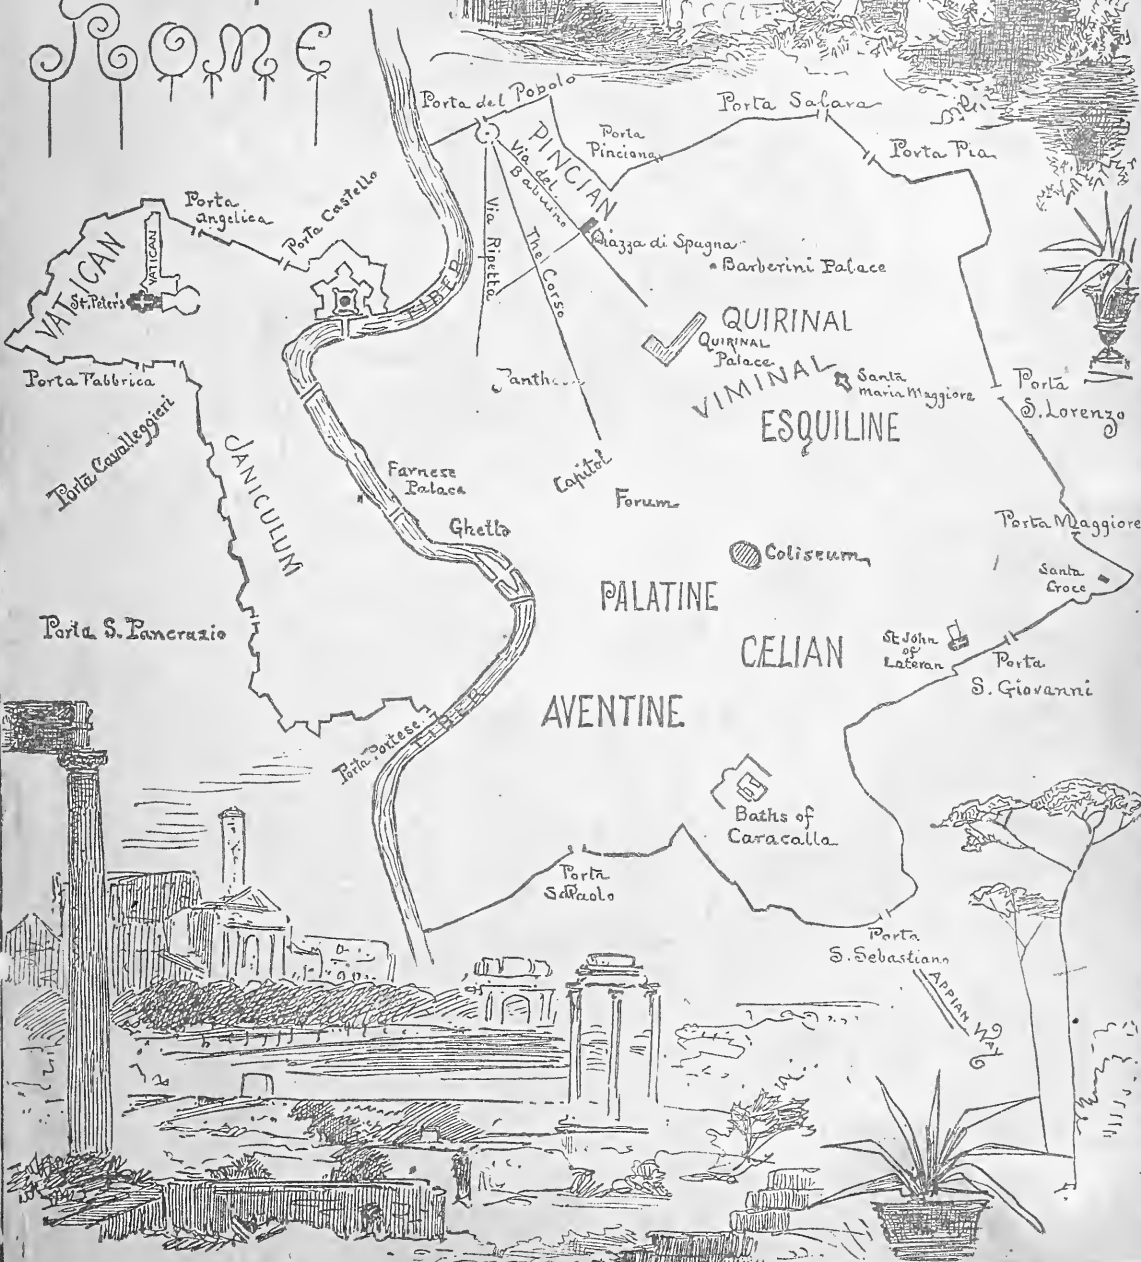 ROME
Porta del Popolo
Porta Salara
Porta Pia
PINCIAN
Porta
Pinciana
Via del
Babuino
Via Ripetta
The Corso
Piazza di Spagna
Barberini Palace
Porta
Angelica
Porta Castello
VATICAN
VATICAN
St. Peter's
TIBER
QUIRINAL
QUIRINAL
Palace
VIMINAL
Santa
Maria Maggiore
ESQUILINE
Porta
S. Lorenzo
Porta Fabbrica
Porta Cavalleggieri
JANICULUM
Farnese
Palace
Ghetto
Capitol
Forum
Porta Maggiore
Coliseum
Santa
Croce
PALATINE
CÆLIAN
St John
of
Lateran
Porta
S. Giovanni
Porta S. Pancrazio
AVENTINE
TIBER
Porta Portese
Baths of
Caracalla
Porta
S. Paolo
Porta
S. Sebastiano
APPIAN WAY